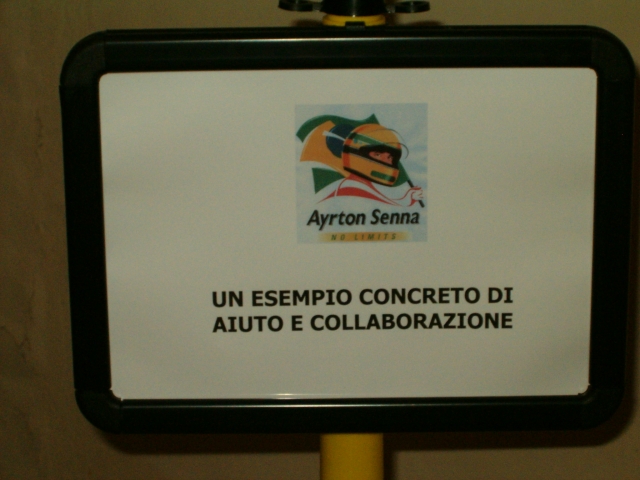 Ayrton Senna
NO LIMITS
UN ESEMPIO CONCRETO DI
AIUTO E COLLABORAZIONE